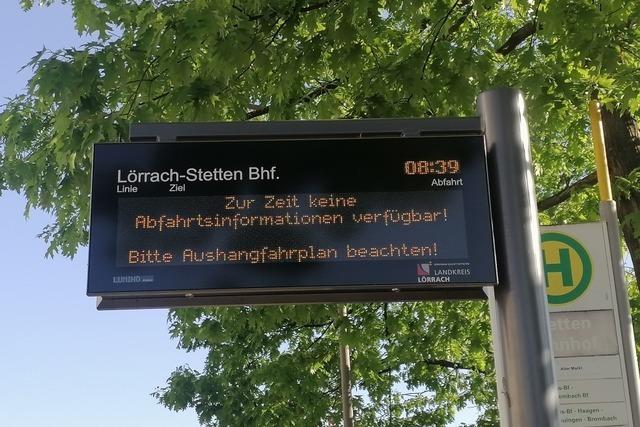 Lörrach-Stetten Bhf.
08:39
Linie Ziel Abfahrt
Zur Zeit keine
Abfahrtsinformationen verfügbar!
Bitte Aushangfahrplan beachten!
LUMINO
LANDKREIS
LÖRRACH
H